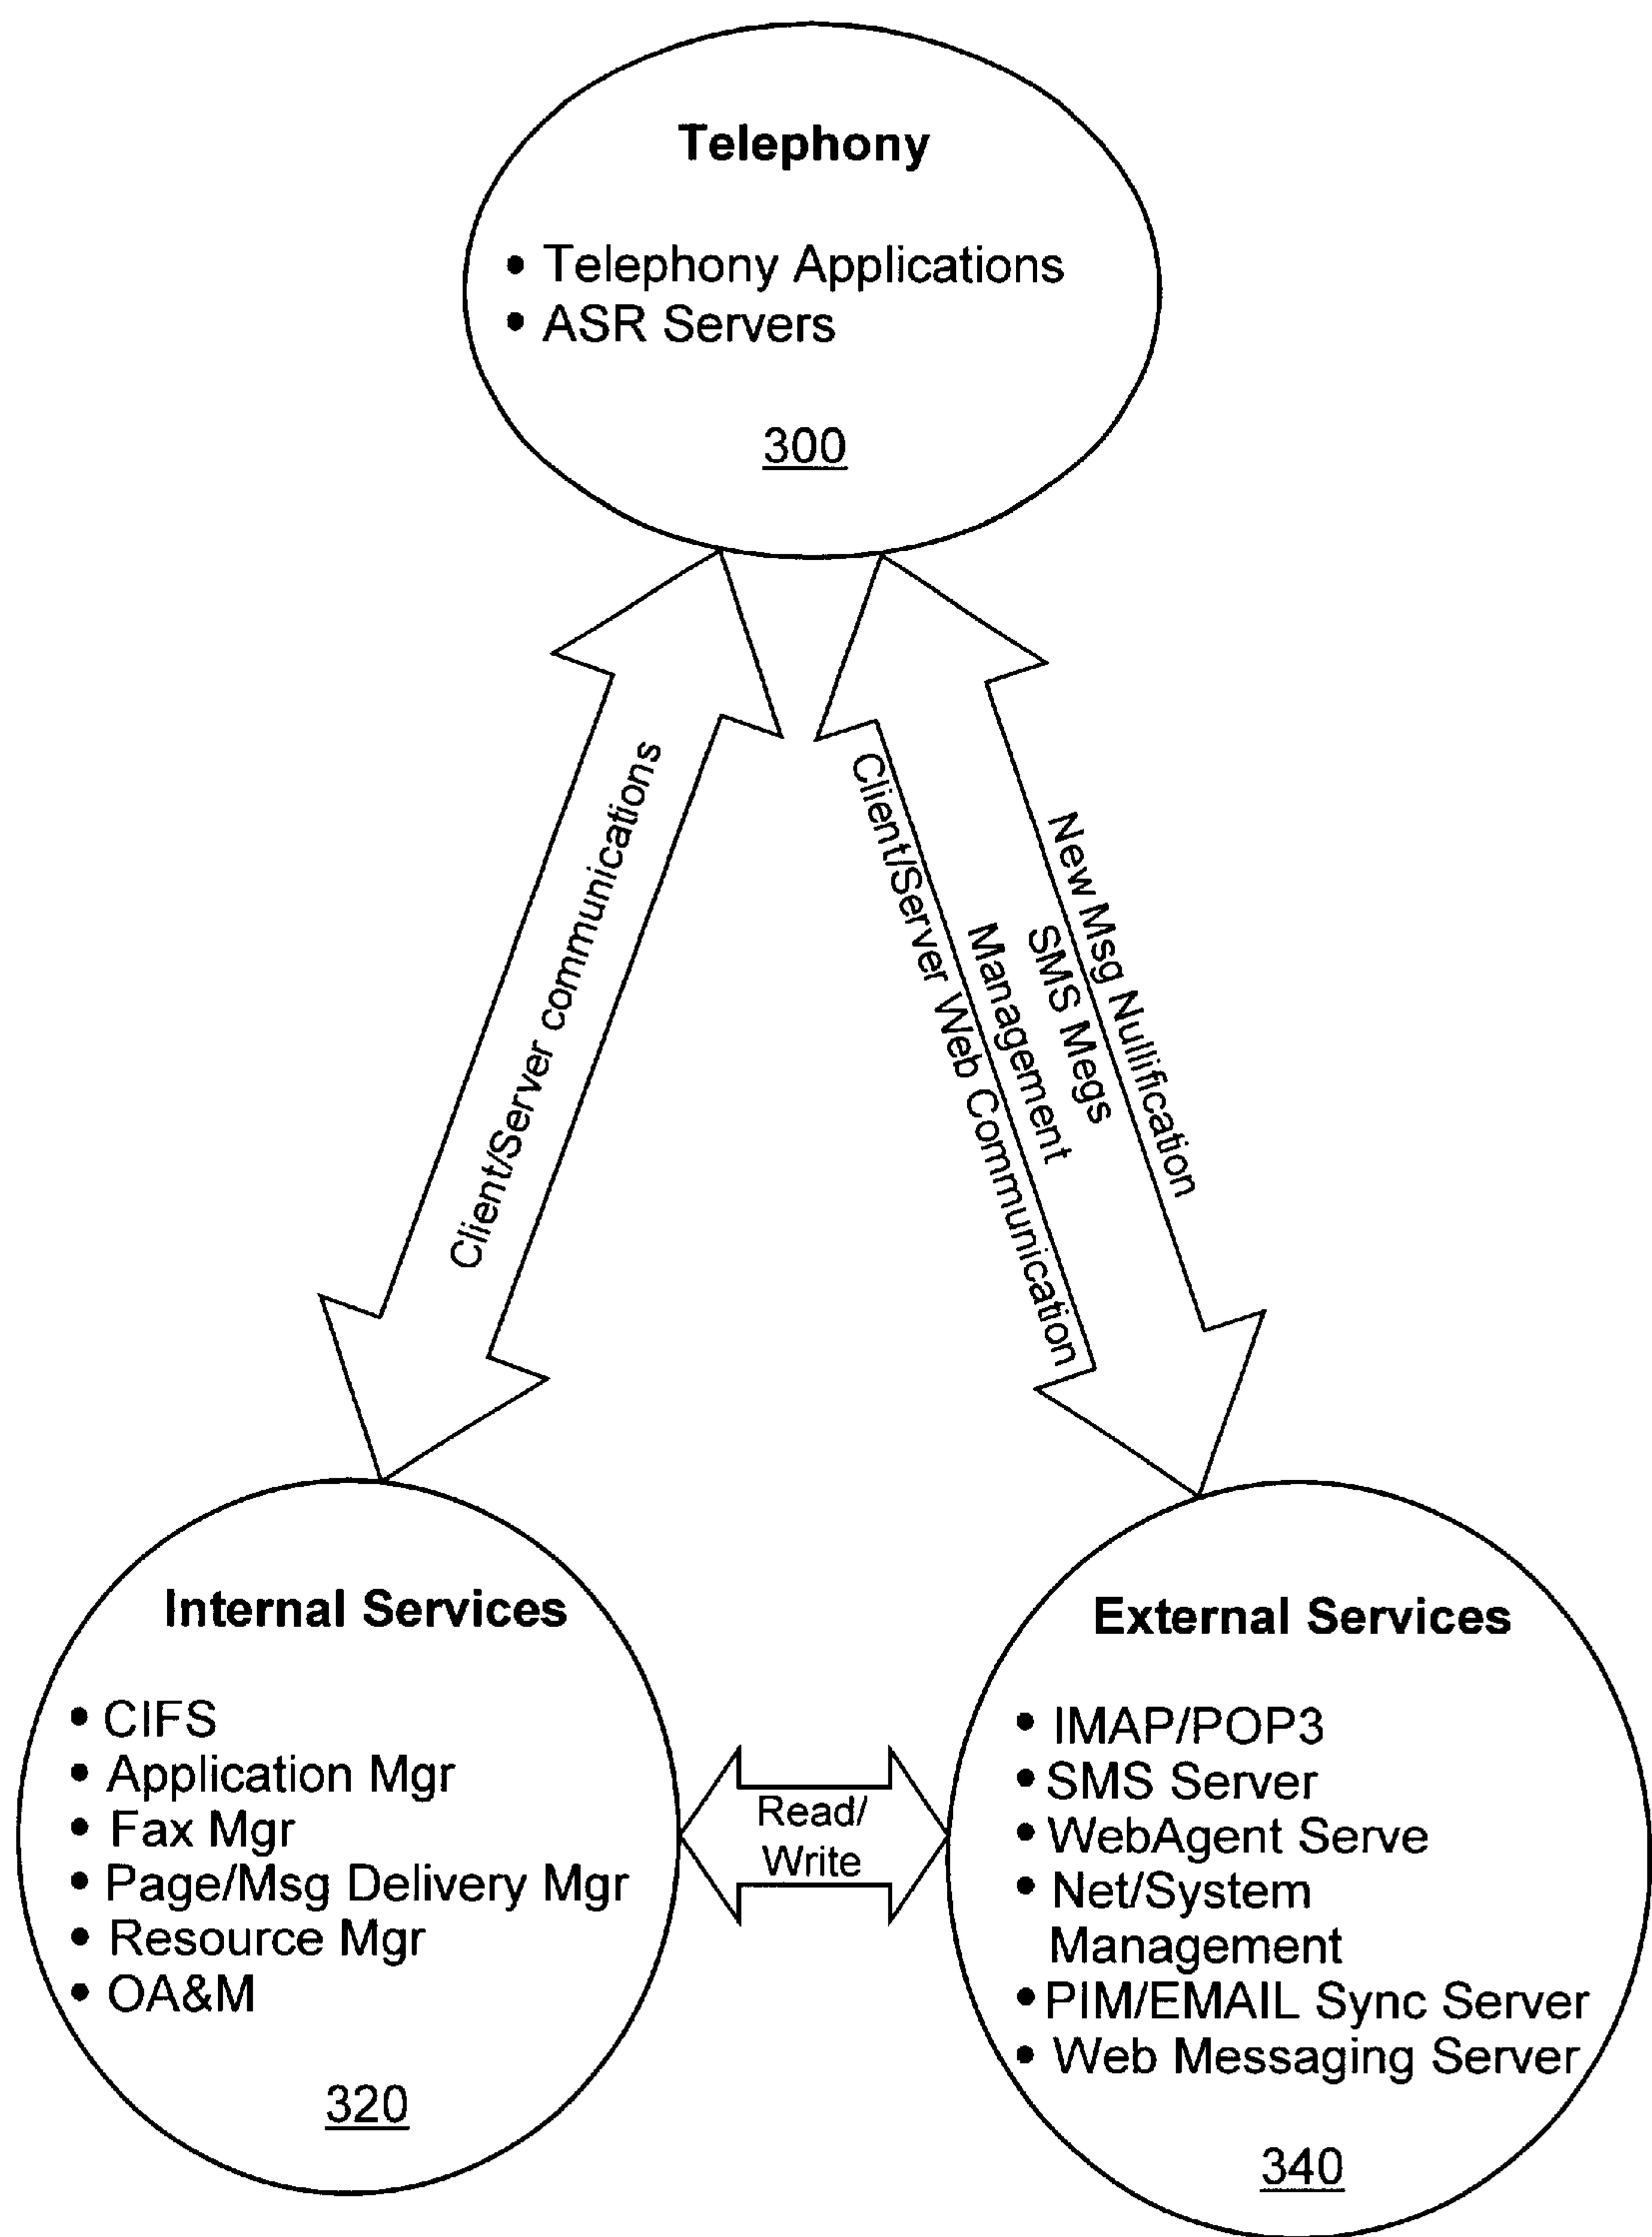 Telephony
• Telephony Applications
• ASR Servers
300
Client/Server communications
New Msg Nullification
SMS Megs
Management
Client/Server Web Communication
Internal Services
• CIFS
• Application Mgr
• Fax Mgr
• Page/Msg Delivery Mgr
• Resource Mgr
• OA&M
320
Read/
Write
External Services
• IMAP/POP3
• SMS Server
• WebAgent Serve
• Net/System
Management
• PIM/EMAIL Sync Server
• Web Messaging Server
340